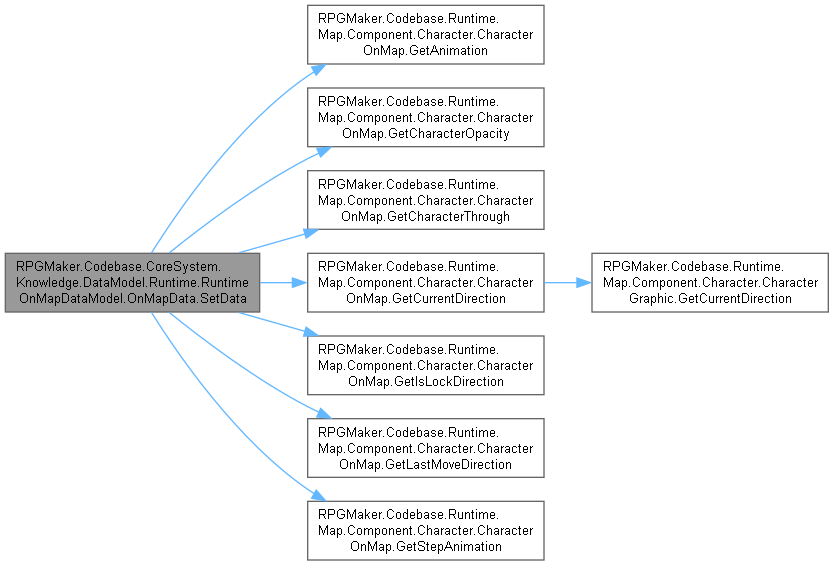 RPGMaker.Codebase.Runtime.
Map.Component.Character.Character
OnMap.GetAnimation
RPGMaker.Codebase.Runtime.
Map.Component.Character.Character
OnMap.GetCharacterOpacity
RPGMaker.Codebase.Runtime.
Map.Component.Character.Character
OnMap.GetCharacterThrough
RPGMaker.Codebase.CoreSystem.
Knowledge.DataModel.Runtime.Runtime
OnMapDataModel.OnMapData.SetData
RPGMaker.Codebase.Runtime.
Map.Component.Character.Character
OnMap.GetCurrentDirection
RPGMaker.Codebase.Runtime.
Map.Component.Character.Character
Graphic.GetCurrentDirection
RPGMaker.Codebase.Runtime.
Map.Component.Character.Character
OnMap.GetIsLockDirection
RPGMaker.Codebase.Runtime.
Map.Component.Character.Character
OnMap.GetLastMoveDirection
RPGMaker.Codebase.Runtime.
Map.Component.Character.Character
OnMap.GetStepAnimation